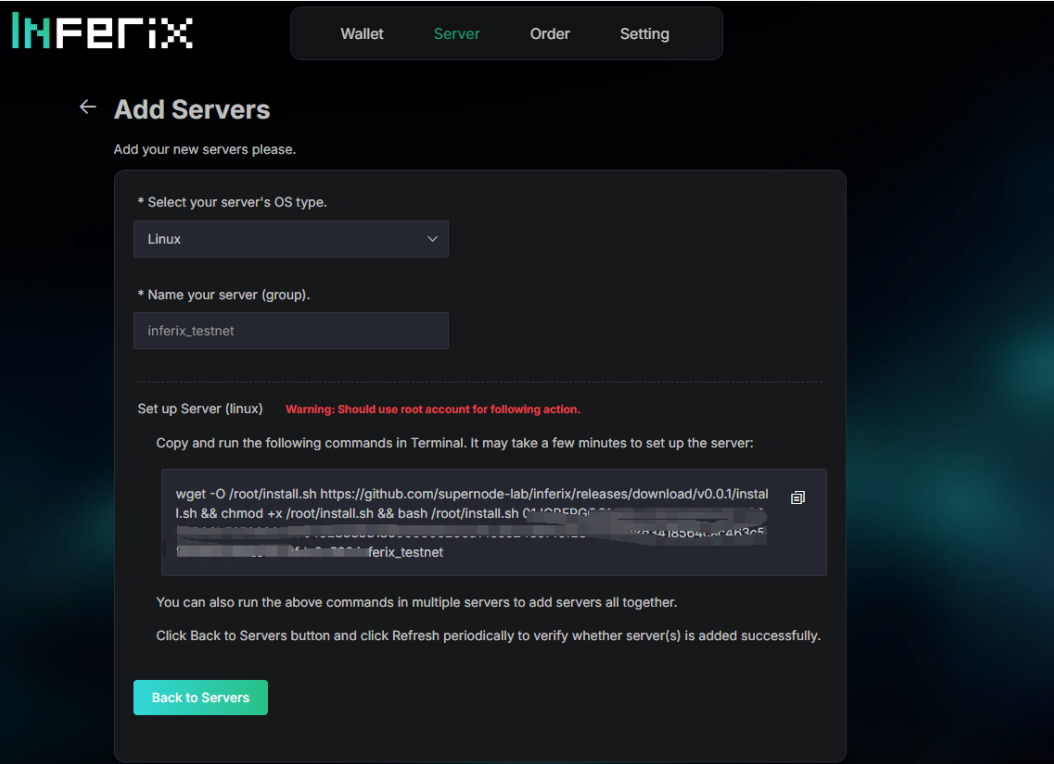 INFERIX
Wallet Server Order Setting
Add Servers
Add your new servers please.
* Select your server's OS type.
Linux
* Name your server (group).
inferix_testnet
Set up Server (linux) Warning: Should use root account for following action.
Copy and run the following commands in Terminal. It may take a few minutes to set up the server:
wget -O /root/install.sh https://github.com/supernode-lab/inferix/releases/download/v0.0.1/instal
l.sh && chmod +x /root/install.sh && bash /root/install.sh
ferix_testnet
You can also run the above commands in multiple servers to add servers all together.
Click Back to Servers button and click Refresh periodically to verify whether server(s) is added successfully.
Back to Servers